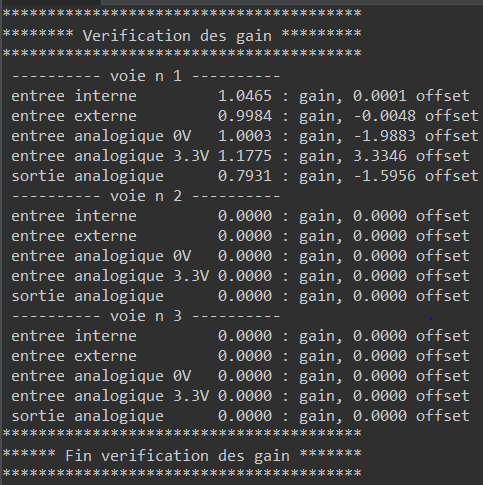 ****************************************
******** Verification des gain *********
****************************************
---------- voie n 1 ----------
entree interne         1.0465 : gain, 0.0001 offset
entree externe         0.9984 : gain, -0.0048 offset
entree analogique 0V   1.0003 : gain, -1.9883 offset
entree analogique 3.3V 1.1775 : gain, 3.3346 offset
sortie analogique      0.7931 : gain, -1.5956 offset
---------- voie n 2 ----------
entree interne         0.0000 : gain, 0.0000 offset
entree externe         0.0000 : gain, 0.0000 offset
entree analogique 0V   0.0000 : gain, 0.0000 offset
entree analogique 3.3V 0.0000 : gain, 0.0000 offset
sortie analogique      0.0000 : gain, 0.0000 offset
---------- voie n 3 ----------
entree interne         0.0000 : gain, 0.0000 offset
entree externe         0.0000 : gain, 0.0000 offset
entree analogique 0V   0.0000 : gain, 0.0000 offset
entree analogique 3.3V 0.0000 : gain, 0.0000 offset
sortie analogique      0.0000 : gain, 0.0000 offset
****************************************
****** Fin verification des gain *******
****************************************